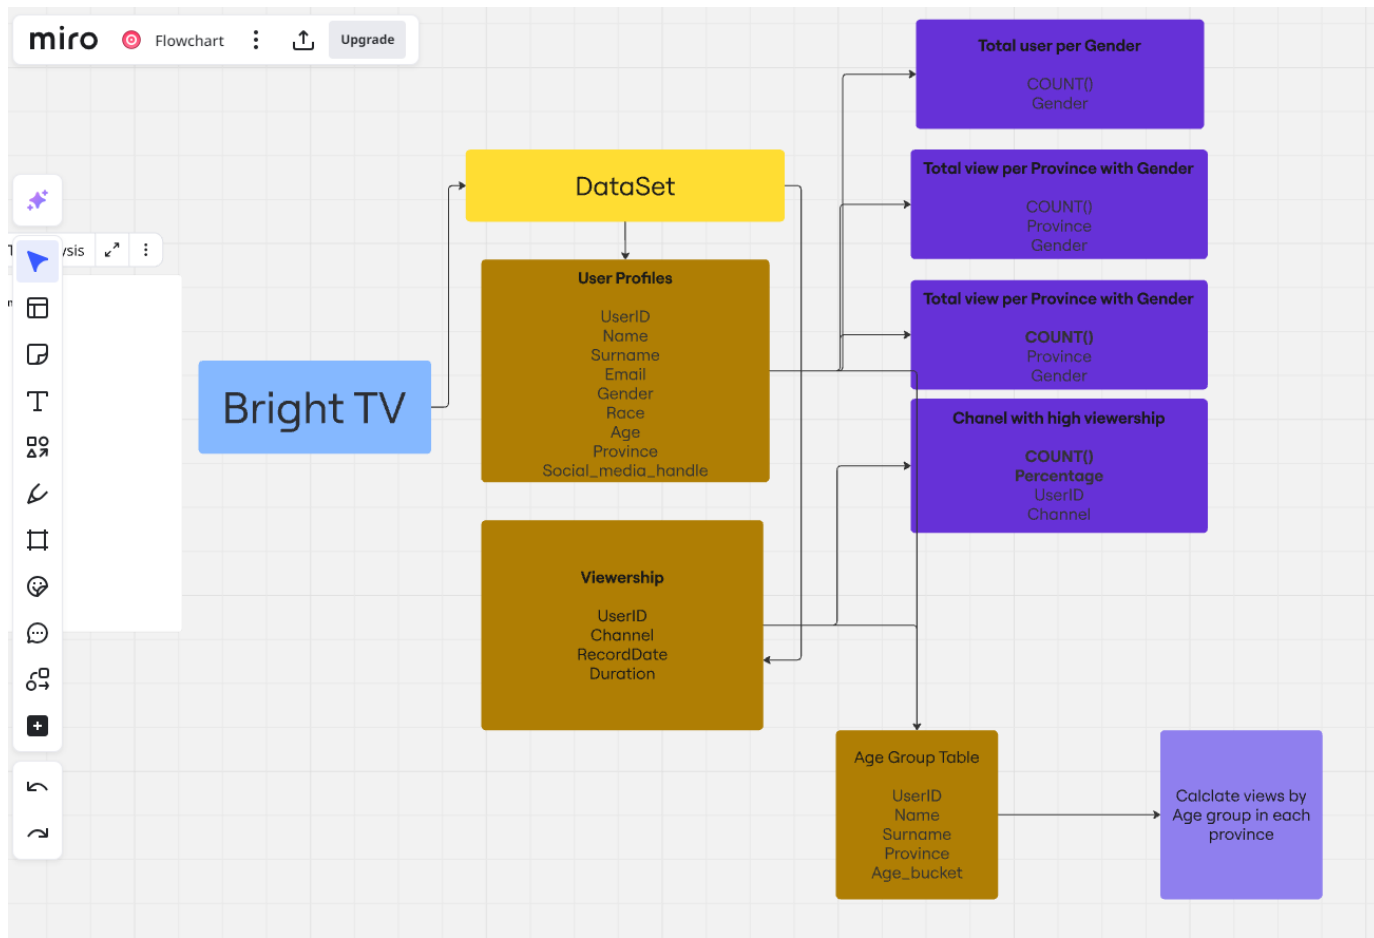 miro
Flowchart
Upgrade
ysis
Bright TV
DataSet
User Profiles
UserID
Name
Surname
Email
Gender
Race
Age
Province
Social_media_handle
Viewership
UserID
Channel
RecordDate
Duration
Total user per Gender
COUNT()
Gender
Total view per Province with Gender
COUNT()
Province
Gender
Total view per Province with Gender
COUNT()
Province
Gender
Chanel with high viewership
COUNT()
Percentage
UserID
Channel
Age Group Table
UserID
Name
Surname
Province
Age_bucket
Calclate views by
Age group in each
province